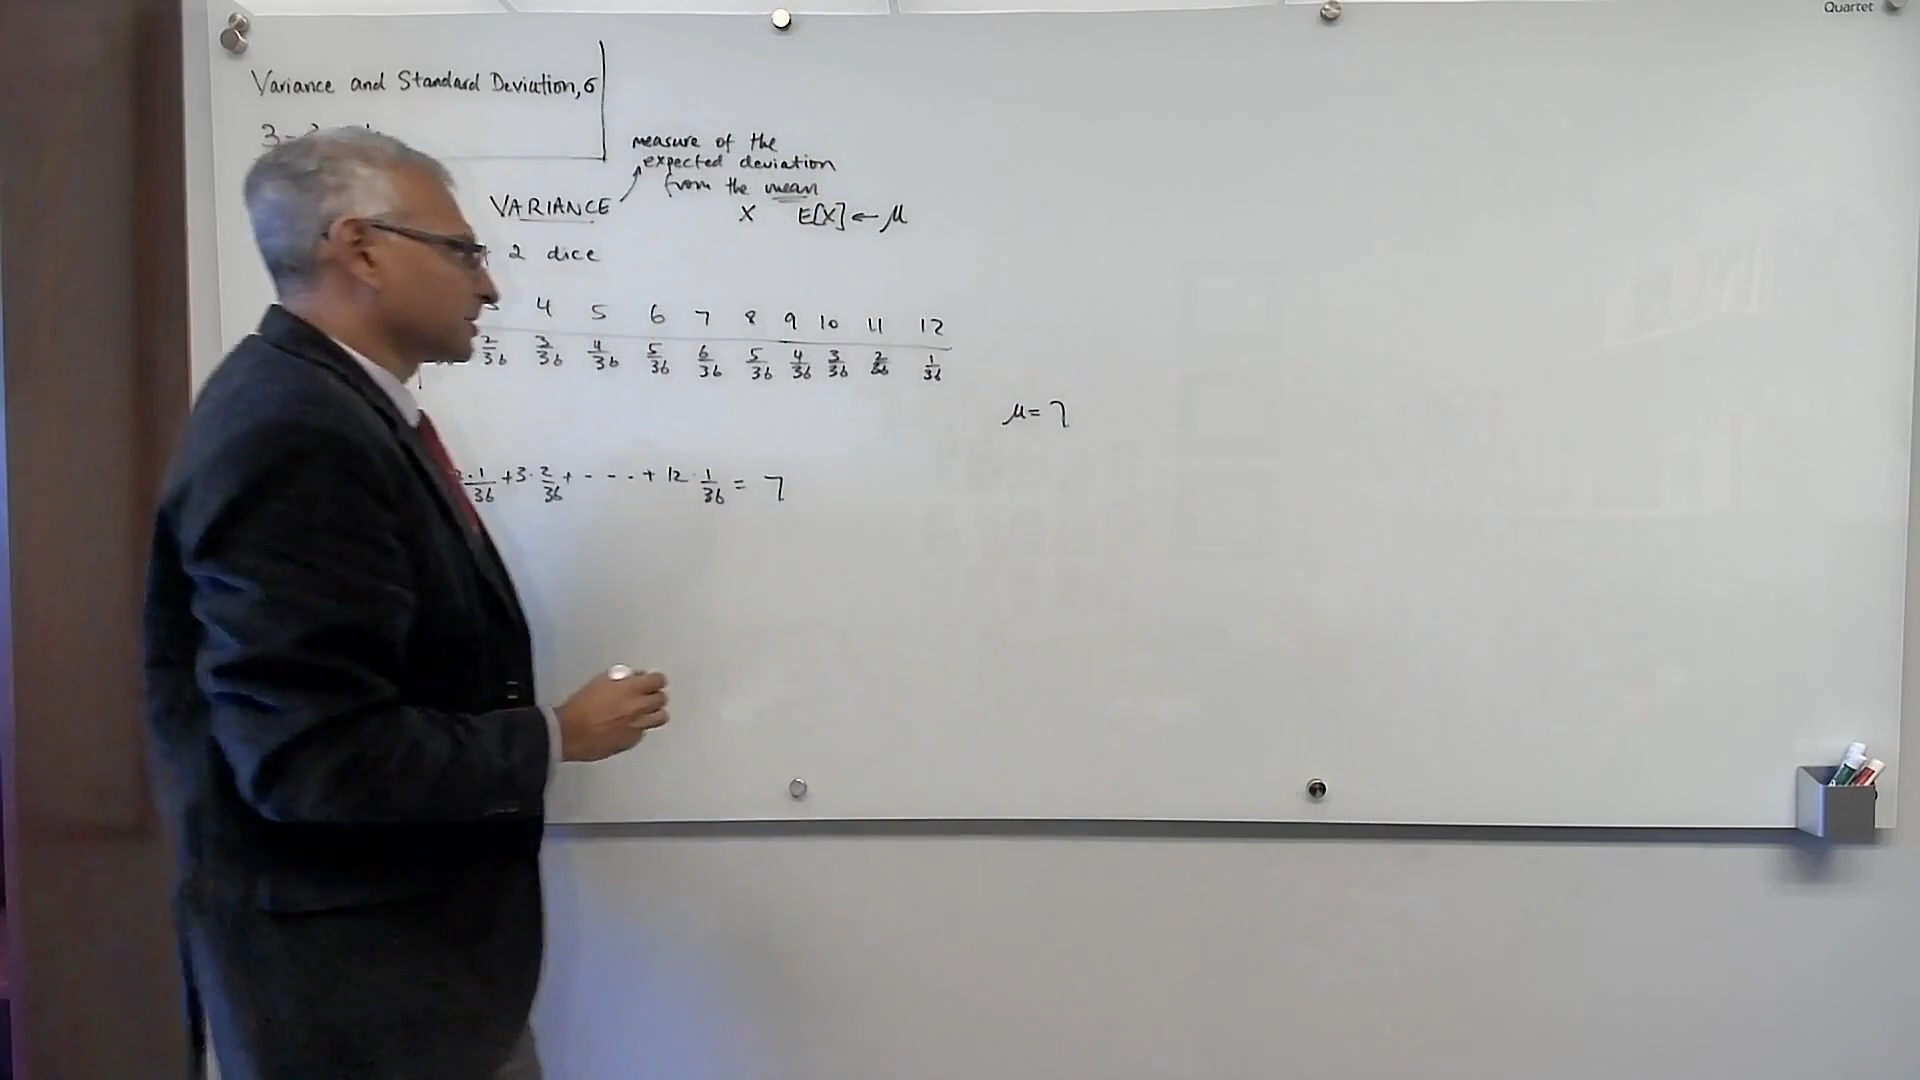 Quartet
Variance and Standard Deviation, σ
measure of the
expected deviation
from the mean
VARIANCE
X E[X] ← μ
2 dice
4 5 6 7 8 9 10 11 12
2/36 3/36 4/36 5/36 6/36 5/36 4/36 3/36 2/36 1/36
μ = 7
· 1/36 + 3 · 2/36 + - - - . + 12 · 1/36 = 7